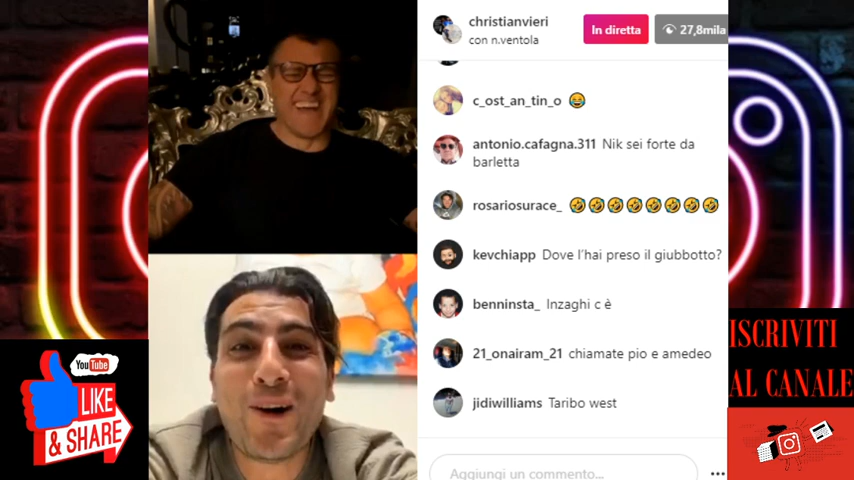 christianvieri
con n.ventola
In diretta
27,8mila
c_ost_an_tin_o 😂
antonio.cafagna.311 Nik sei forte da
barletta
rosariosurace_ 🤣🤣🤣🤣🤣🤣🤣🤣
kevchiapp Dove l'hai preso il giubbotto?
benninsta_ Inzaghi c è
21_onairam_21 chiamate pio e amedeo
jidiwilliams Taribo west
Aggiungi un commento...
YouTube
LIKE
& SHARE
ISCRIVITI
AL CANALE